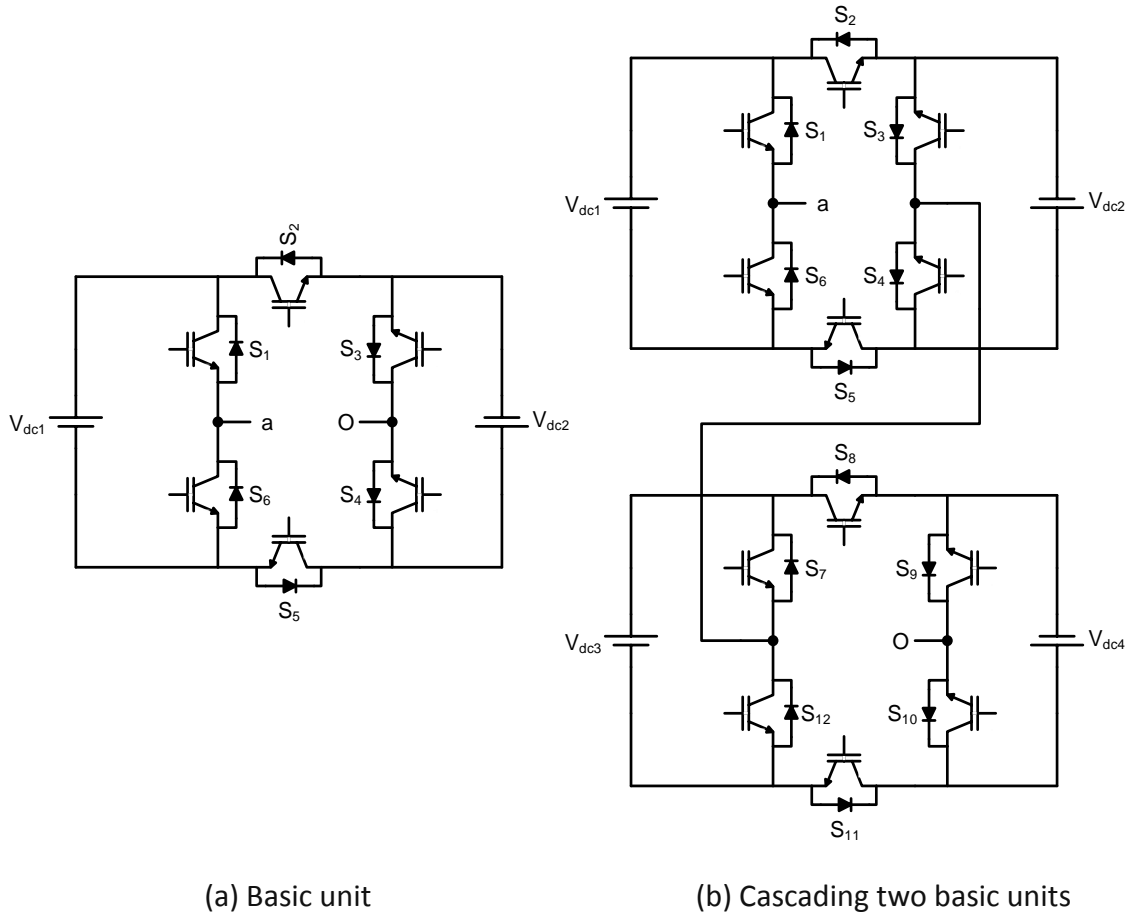 S2
Vdc1
S1
a
S6
S3
O
S4
Vdc2
S5
(a) Basic unit
S2
Vdc1
S1
a
S6
S3
S4
Vdc2
S5
S8
Vdc3
S7
S12
S9
O
S10
Vdc4
S11
(b) Cascading two basic units